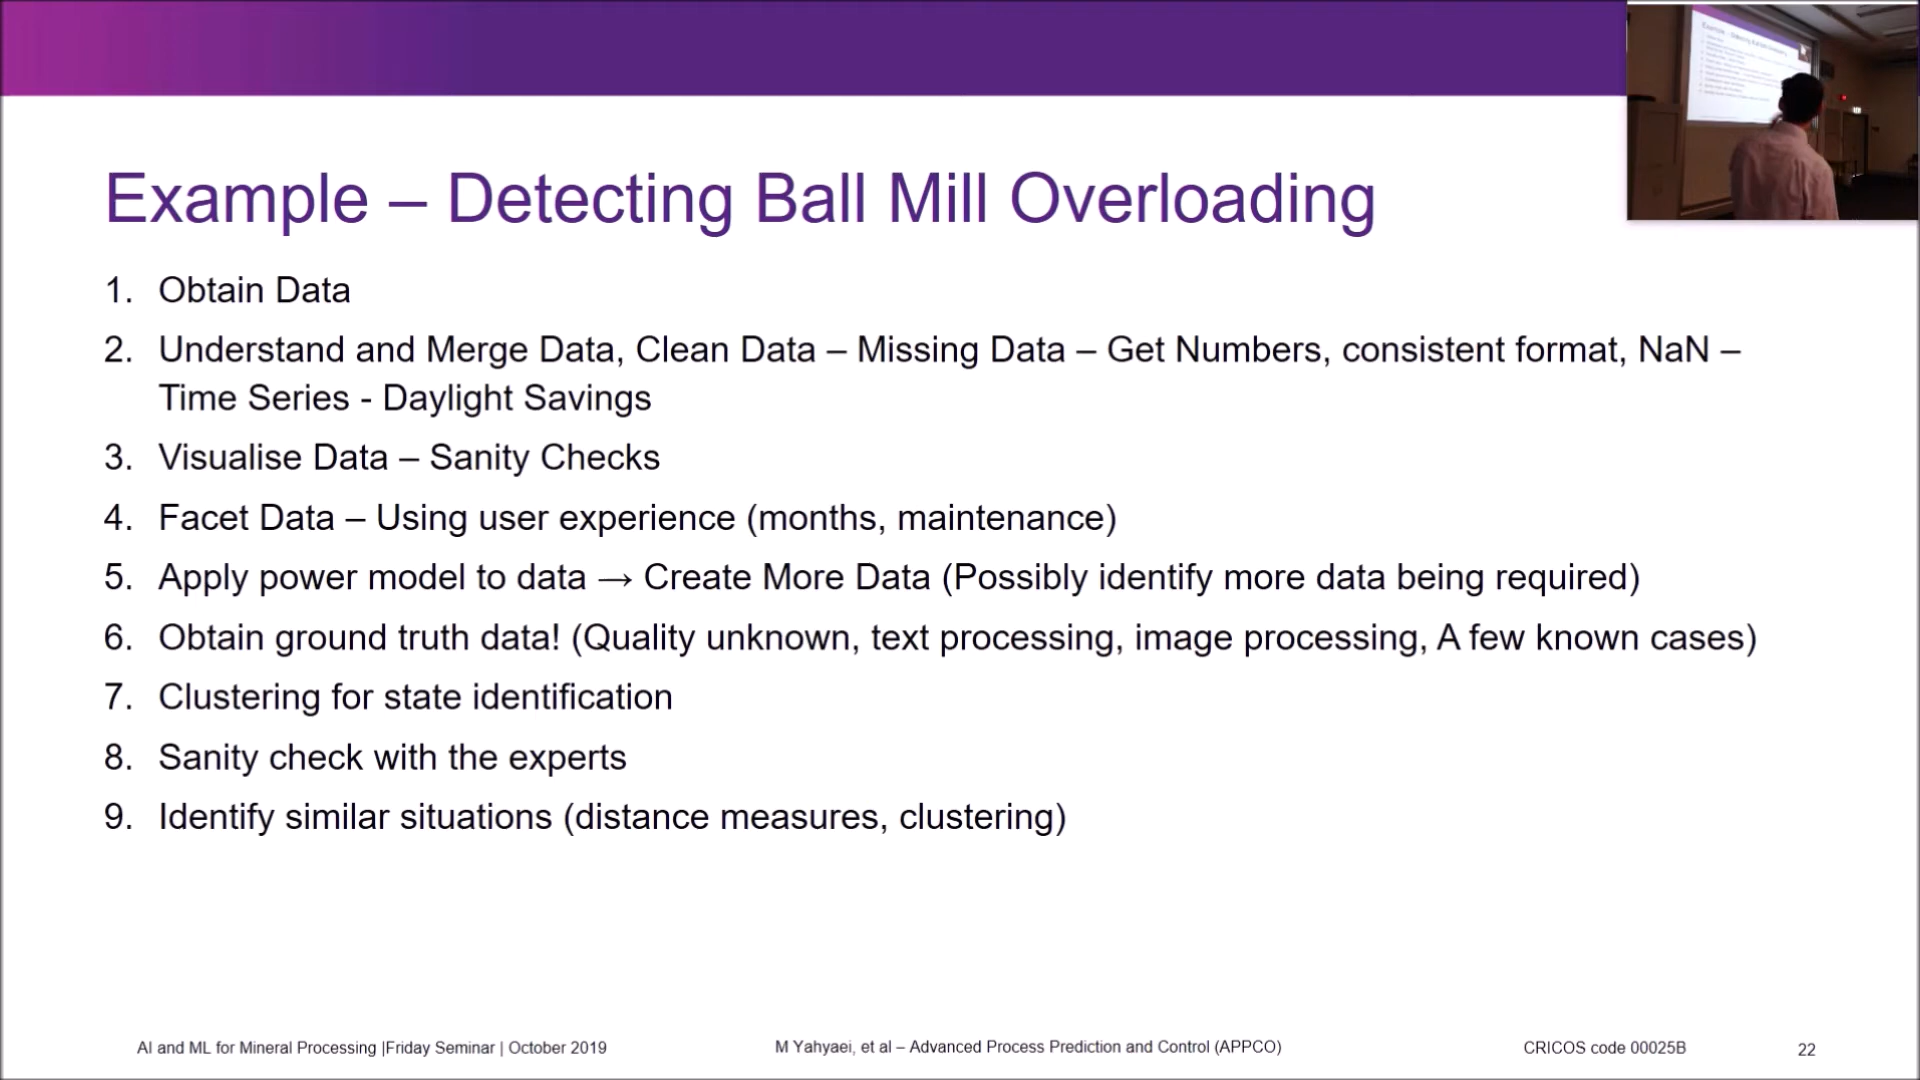 Example – Detecting Ball Mill Overloading
1. Obtain Data
2. Understand and Merge Data, Clean Data – Missing Data – Get Numbers, consistent format, NaN –
Time Series - Daylight Savings
3. Visualise Data – Sanity Checks
4. Facet Data – Using user experience (months, maintenance)
5. Apply power model to data → Create More Data (Possibly identify more data being required)
6. Obtain ground truth data! (Quality unknown, text processing, image processing, A few known cases)
7. Clustering for state identification
8. Sanity check with the experts
9. Identify similar situations (distance measures, clustering)
AI and ML for Mineral Processing |Friday Seminar | October 2019
M Yahyaei, et al – Advanced Process Prediction and Control (APPCO)
CRICOS code 00025B
22